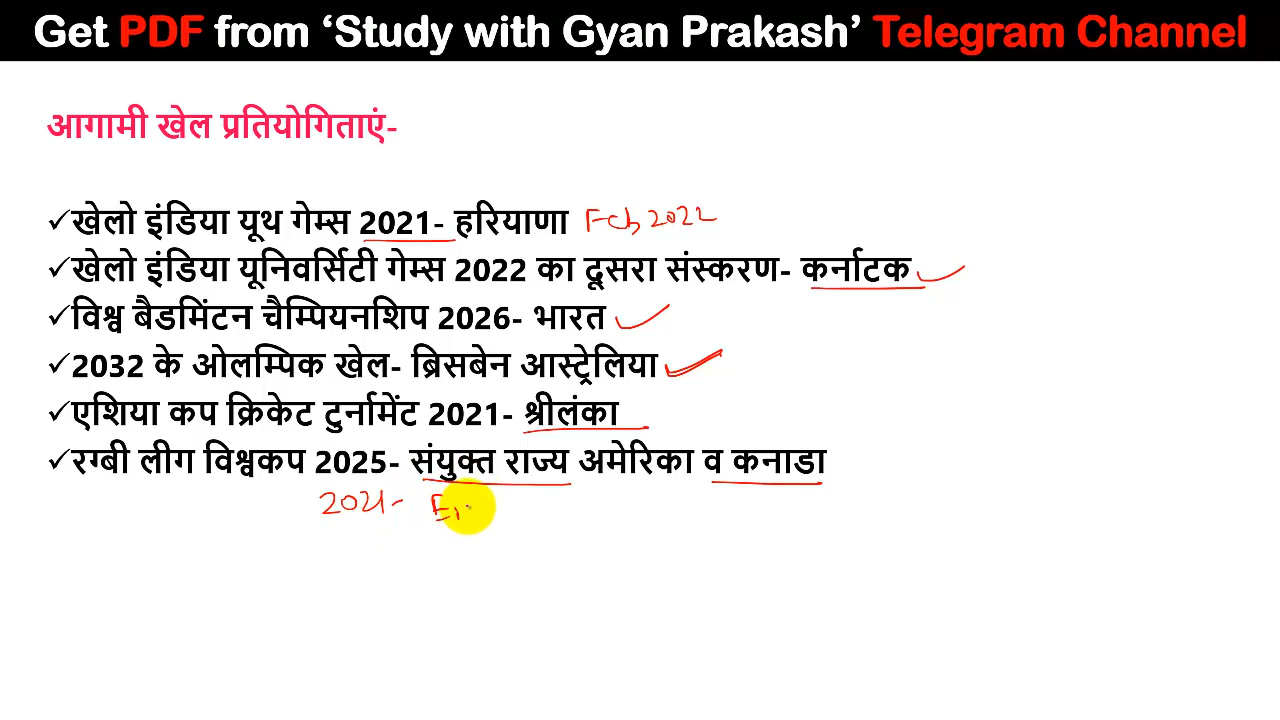 Get PDF from ‘Study with Gyan Prakash’ Telegram Channel
आगामी खेल प्रतियोगिताएं-
✓खेलो इंडिया यूथ गेम्स 2021- हरियाणा Feb 2022
✓खेलो इंडिया यूनिवर्सिटी गेम्स 2022 का दूसरा संस्करण- कर्नाटक
✓विश्व बैडमिंटन चैम्पियनशिप 2026- भारत
✓2032 के ओलम्पिक खेल- ब्रिसबेन आस्ट्रेलिया
✓एशिया कप क्रिकेट टुर्नामेंट 2021- श्रीलंका
✓रग्बी लीग विश्वकप 2025- संयुक्त राज्य अमेरिका व कनाडा
2021-